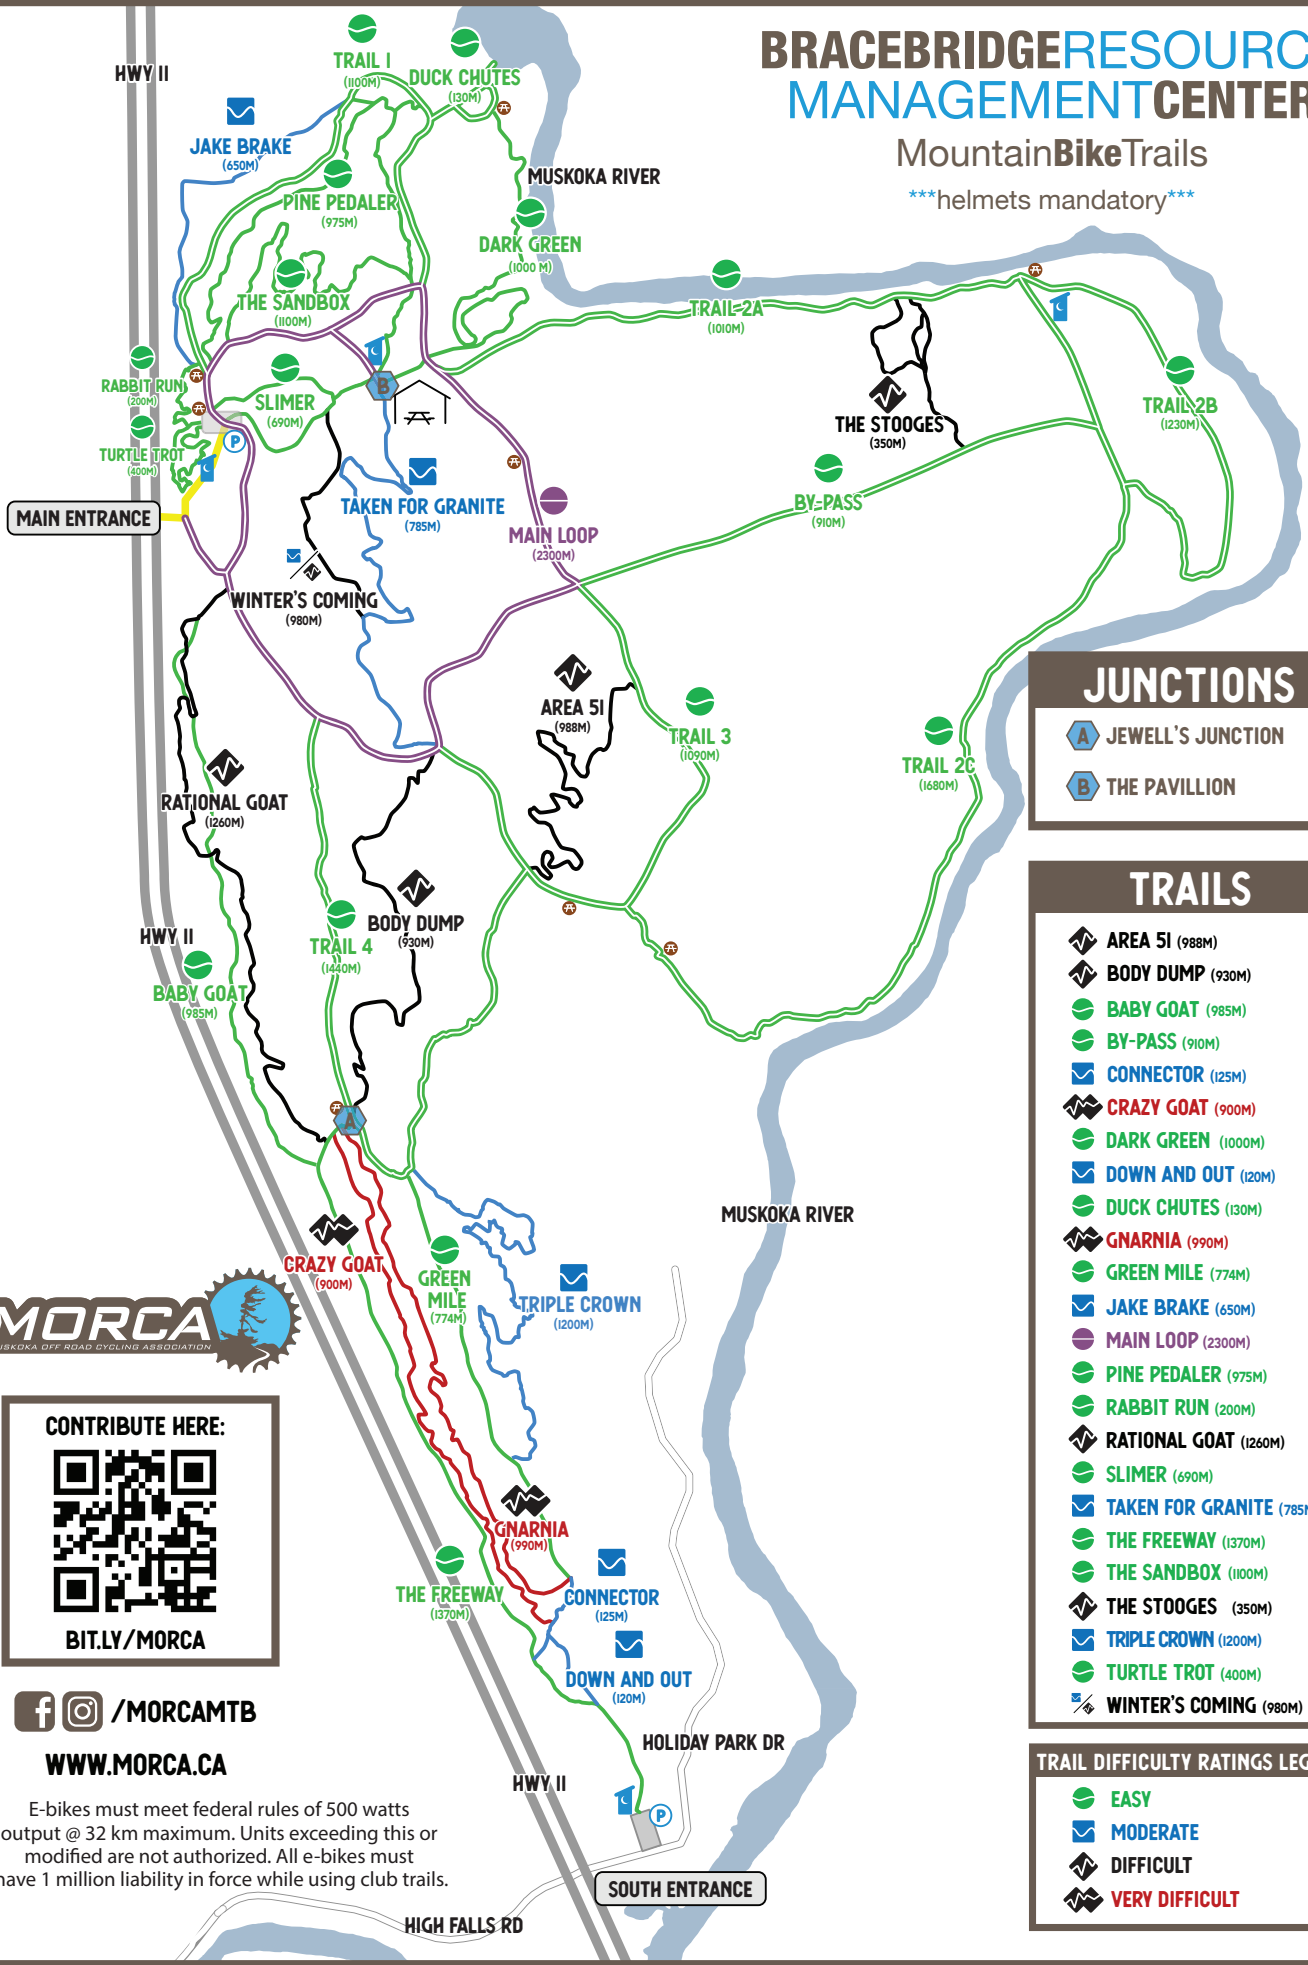 BRACEBRIDGERESOURC
MANAGEMENTCENTER
MountainBikeTrails
***helmets mandatory***
HWY 11
TRAIL 1
(1100M)
DUCK CHUTES
(130M)
JAKE BRAKE
(650M)
MUSKOKA RIVER
PINE PEDALER
(975M)
DARK GREEN
(1000 M)
THE SANDBOX
(1100M)
TRAIL 2A
(1010M)
RABBIT RUN
(200M)
SLIMER
(690M)
B
THE STOOGES
(350M)
TRAIL 2B
(1230M)
TURTLE TROT
(400M)
P
MAIN ENTRANCE
TAKEN FOR GRANITE
(785M)
BY-PASS
(910M)
MAIN LOOP
(2300M)
WINTER'S COMING
(980M)
AREA 51
(988M)
TRAIL 3
(1090M)
TRAIL 2C
(1680M)
RATIONAL GOAT
(1260M)
BODY DUMP
(930M)
HWY 11
TRAIL 4
(1440M)
BABY GOAT
(985M)
A
MUSKOKA RIVER
CRAZY GOAT
(900M)
GREEN
MILE
(774M)
TRIPLE CROWN
(1200M)
GNARNIA
(990M)
THE FREEWAY
(1370M)
CONNECTOR
(125M)
DOWN AND OUT
(120M)
HOLIDAY PARK DR
HWY 11
P
SOUTH ENTRANCE
HIGH FALLS RD
JUNCTIONS
A JEWELL'S JUNCTION
B THE PAVILLION
TRAILS
AREA 51 (988M)
BODY DUMP (930M)
BABY GOAT (985M)
BY-PASS (910M)
CONNECTOR (125M)
CRAZY GOAT (900M)
DARK GREEN (1000M)
DOWN AND OUT (120M)
DUCK CHUTES (130M)
GNARNIA (990M)
GREEN MILE (774M)
JAKE BRAKE (650M)
MAIN LOOP (2300M)
PINE PEDALER (975M)
RABBIT RUN (200M)
RATIONAL GOAT (1260M)
SLIMER (690M)
TAKEN FOR GRANITE (785M
THE FREEWAY (1370M)
THE SANDBOX (1100M)
THE STOOGES (350M)
TRIPLE CROWN (1200M)
TURTLE TROT (400M)
WINTER'S COMING (980M)
TRAIL DIFFICULTY RATINGS LEG
EASY
MODERATE
DIFFICULT
VERY DIFFICULT
MORCA
USKOKA OFF ROAD CYCLING ASSOCIATION
CONTRIBUTE HERE:
BIT.LY/MORCA
/MORCAMTB
WWW.MORCA.CA
E-bikes must meet federal rules of 500 watts
output @ 32 km maximum. Units exceeding this or
modified are not authorized. All e-bikes must
have 1 million liability in force while using club trails.